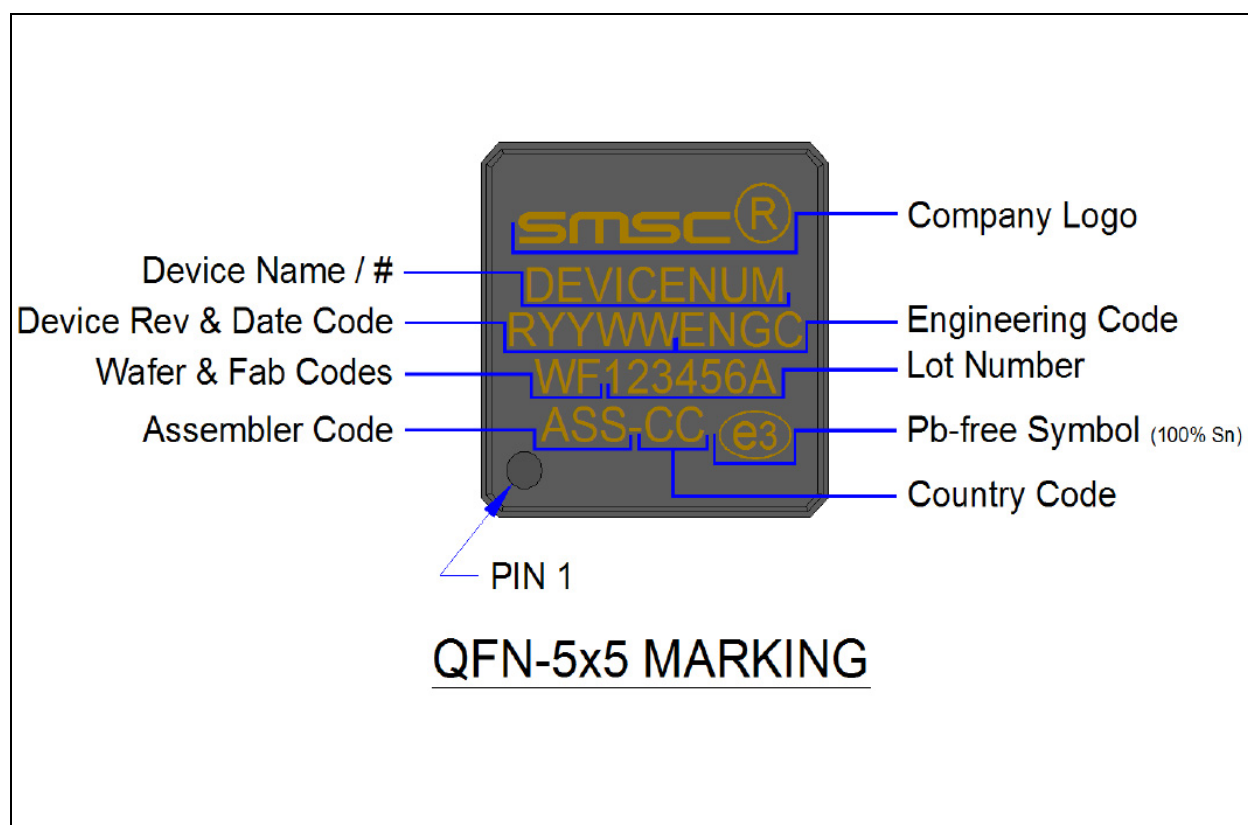 smsc®
Company Logo
Device Name / #
DEVICENUM
Device Rev & Date Code
RYYWWENGC
Engineering Code
Wafer & Fab Codes
WF123456A
Lot Number
Assembler Code
ASS-CC e3
Pb-free Symbol (100% Sn)
Country Code
PIN 1
QFN-5x5 MARKING